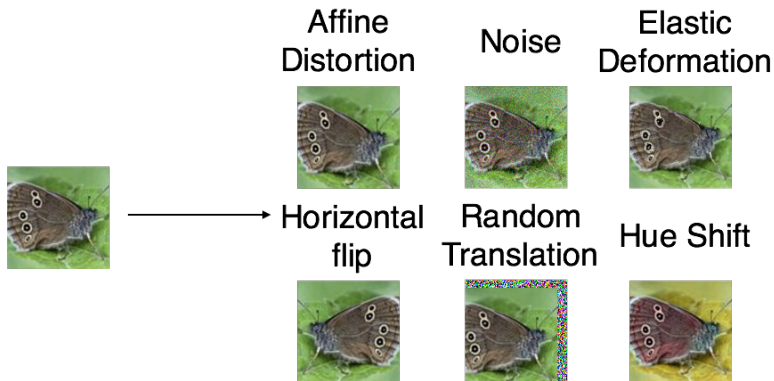 Affine
Distortion
Noise
Elastic
Deformation
Horizontal
flip
Random
Translation
Hue Shift